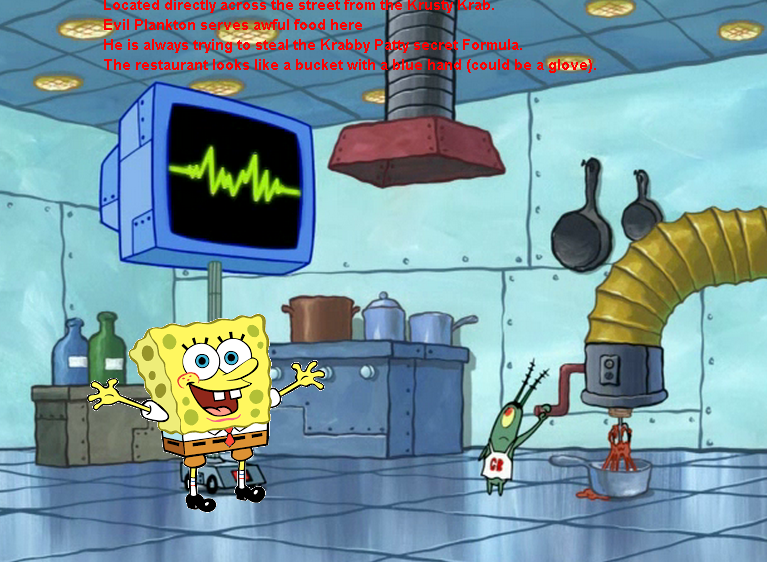 Located directly across the street from the Krusty Krab.
Evil Plankton serves awful food here
He is always trying to steal the Krabby Patty secret Formula.
The restaurant looks like a bucket with a blue hand (could be a glove).
CB